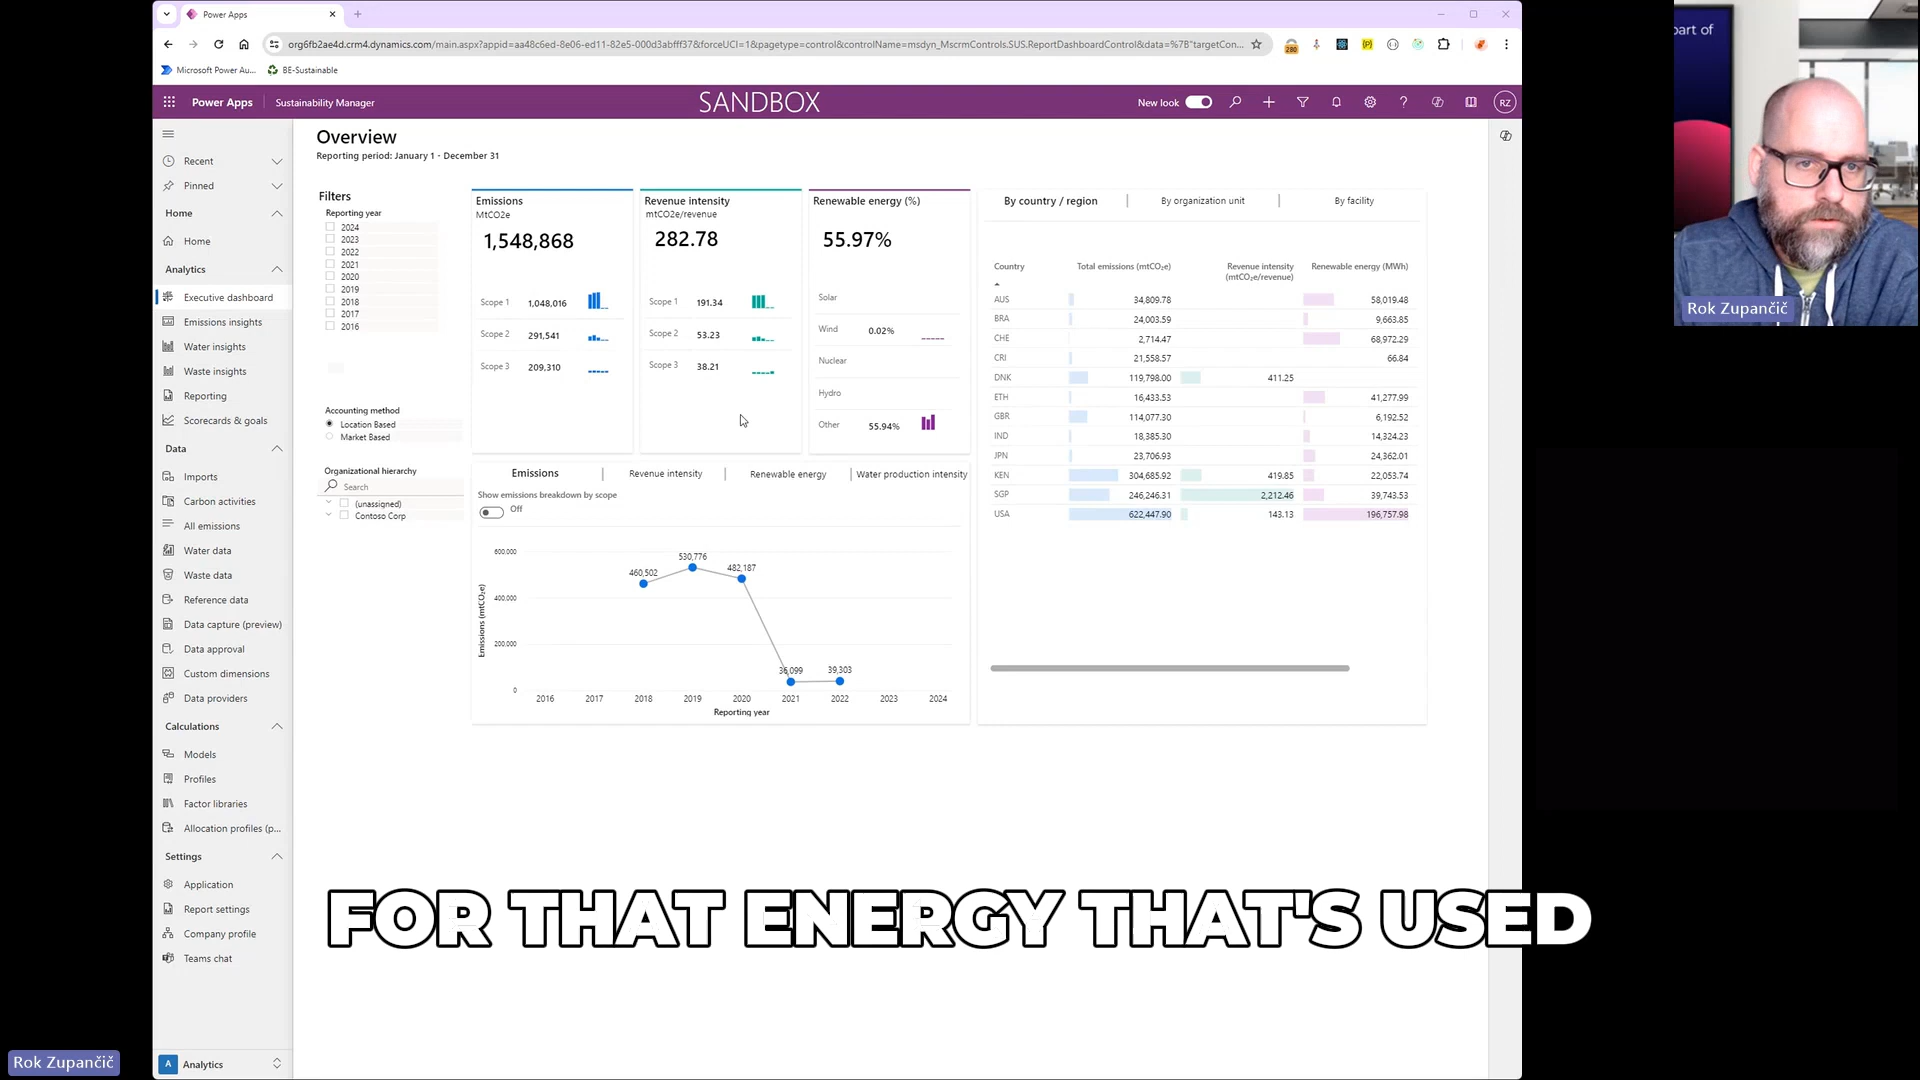 Power Apps
org6fb2ae4d.crm4.dynamics.com/main.aspx?appid=aa48c6ed-8e06-ed11-82e5-000d3abfff37&forceUCI=1&pagetype=control&controlName=msdyn_MscrmControls.SUS.ReportDashboardControl&data=%7B"targetCon...
280
Microsoft Power Au...
BE-Sustainable
Power Apps
Sustainability Manager
SANDBOX
New look
RZ
Recent
Pinned
Home
Home
Analytics
Executive dashboard
Emissions insights
Water insights
Waste insights
Reporting
Scorecards & goals
Data
Imports
Carbon activities
All emissions
Water data
Waste data
Reference data
Data capture (preview)
Data approval
Custom dimensions
Data providers
Calculations
Models
Profiles
Factor libraries
Allocation profiles (p...
Settings
Application
Report settings
Company profile
Teams chat
A Analytics
Overview
Reporting period: January 1 - December 31
Filters
Reporting year
2024
2023
2022
2021
2020
2019
2018
2017
2016
Accounting method
Location Based
Market Based
Organizational hierarchy
Search
(unassigned)
Contoso Corp
Emissions
MtCO2e
1,548,868
Scope 1 1,048,016
Scope 2 291,541
Scope 3 209,310
Revenue intensity
mtCO2e/revenue
282.78
Scope 1 191.34
Scope 2 53.23
Scope 3 38.21
Renewable energy (%)
55.97%
Solar
Wind 0.02%
Nuclear
Hydro
Other 55.94%
Emissions
Revenue intensity
Renewable energy
Water production intensity
Show emissions breakdown by scope
Off
Emissions (mtCO₂e)
600.000
400.000
200.000
0
460,502
530,776
482,187
36,099
39,303
2016 2017 2018 2019 2020 2021 2022 2023 2024
Reporting year
By country / region
By organization unit
By facility
Country Total emissions (mtCO₂e) Revenue intensity (mtCO₂e/revenue) Renewable energy (MWh)
AUS 34,809.78 58,019.48
BRA 24,003.59 9,663.85
CHE 2,714.47 68,972.29
CRI 21,558.57 66.84
DNK 119,798.00 411.25
ETH 16,433.53 41,277.99
GBR 114,077.30 6,192.52
IND 18,385.30 14,324.23
JPN 23,706.93 24,362.01
KEN 304,685.92 419.85 22,053.74
SGP 246,246.31 2,212.46 39,743.53
USA 622,447.90 143.13 196,757.98
FOR THAT ENERGY THAT'S USED
part of
Rok Zupančič
Rok Zupančič